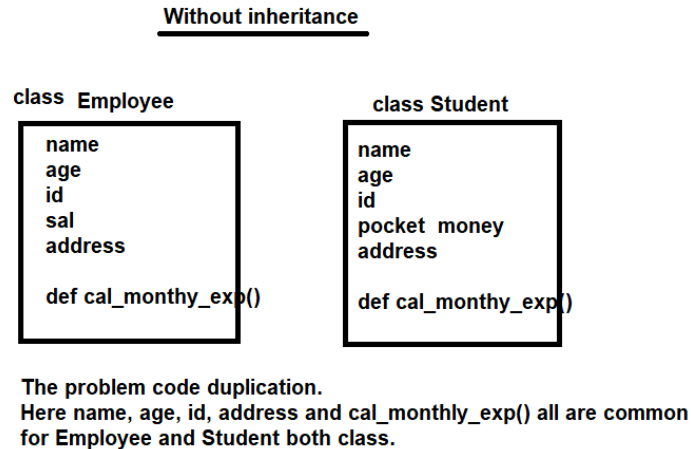 Without inheritance
class Employee
name
age
id
sal
address
def cal_monthy_exp()
class Student
name
age
id
pocket money
address
def cal_monthy_exp()
The problem code duplication.
Here name, age, id, address and cal_monthly_exp() all are common
for Employee and Student both class.